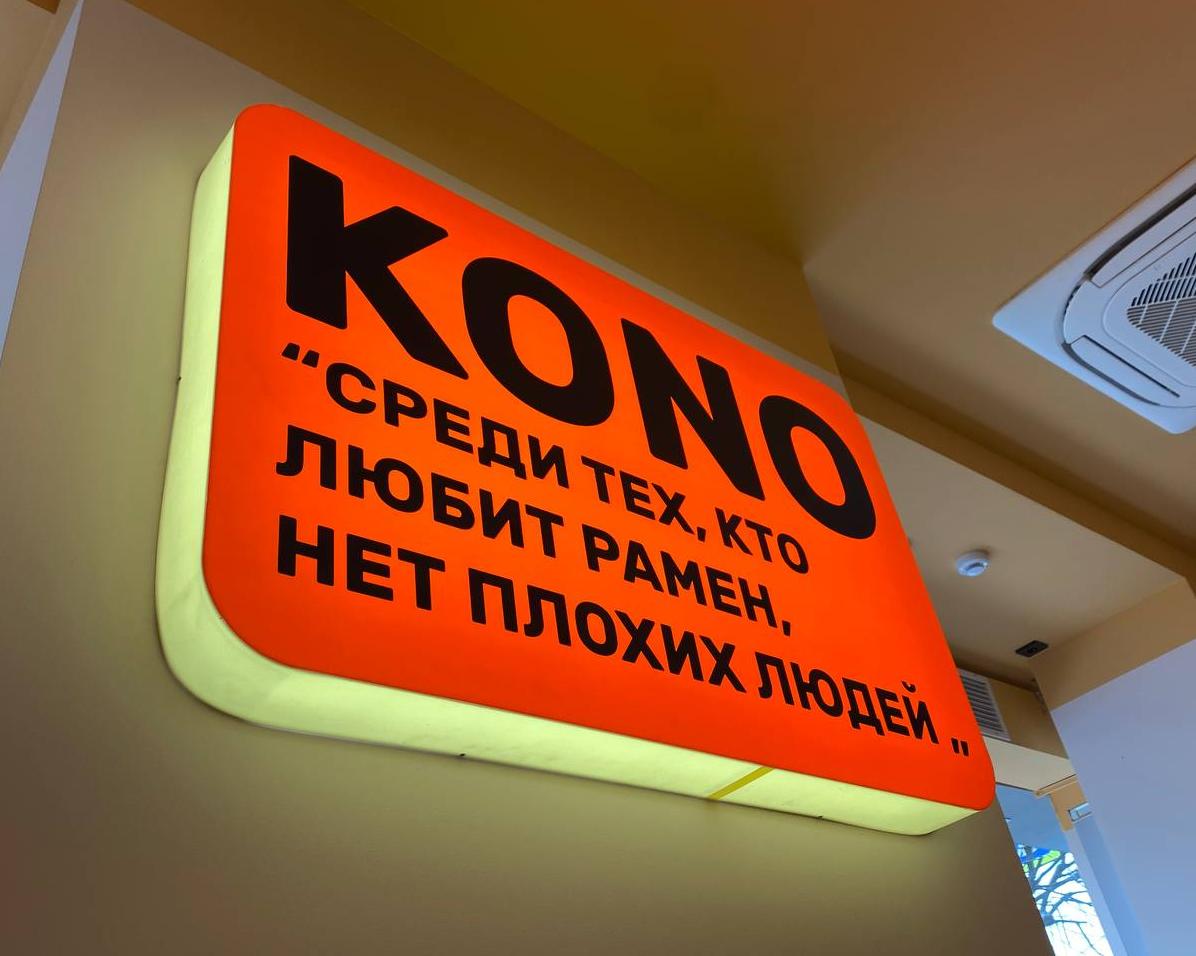 KONO
“СРЕДИ ТЕХ, КТО
ЛЮБИТ РАМЕН,
НЕТ ПЛОХИХ ЛЮДЕЙ „